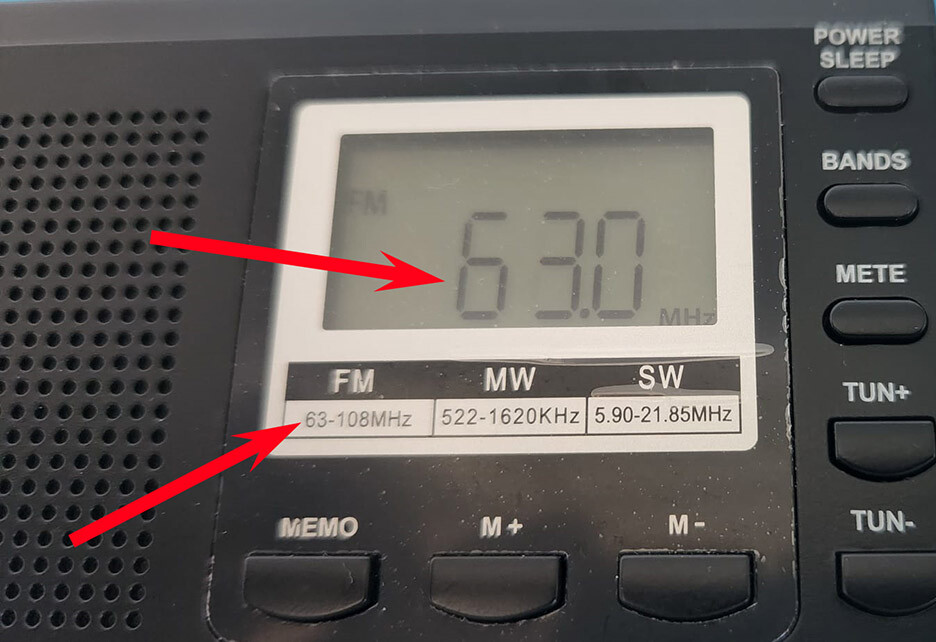 POWER
SLEEP
BANDS
FM
63.0
METE
MHz
FM MW SW
TUN+
63-108MHz 522-1620KHz 5.90-21.85MHz
MEMO M+ M-
TUN-